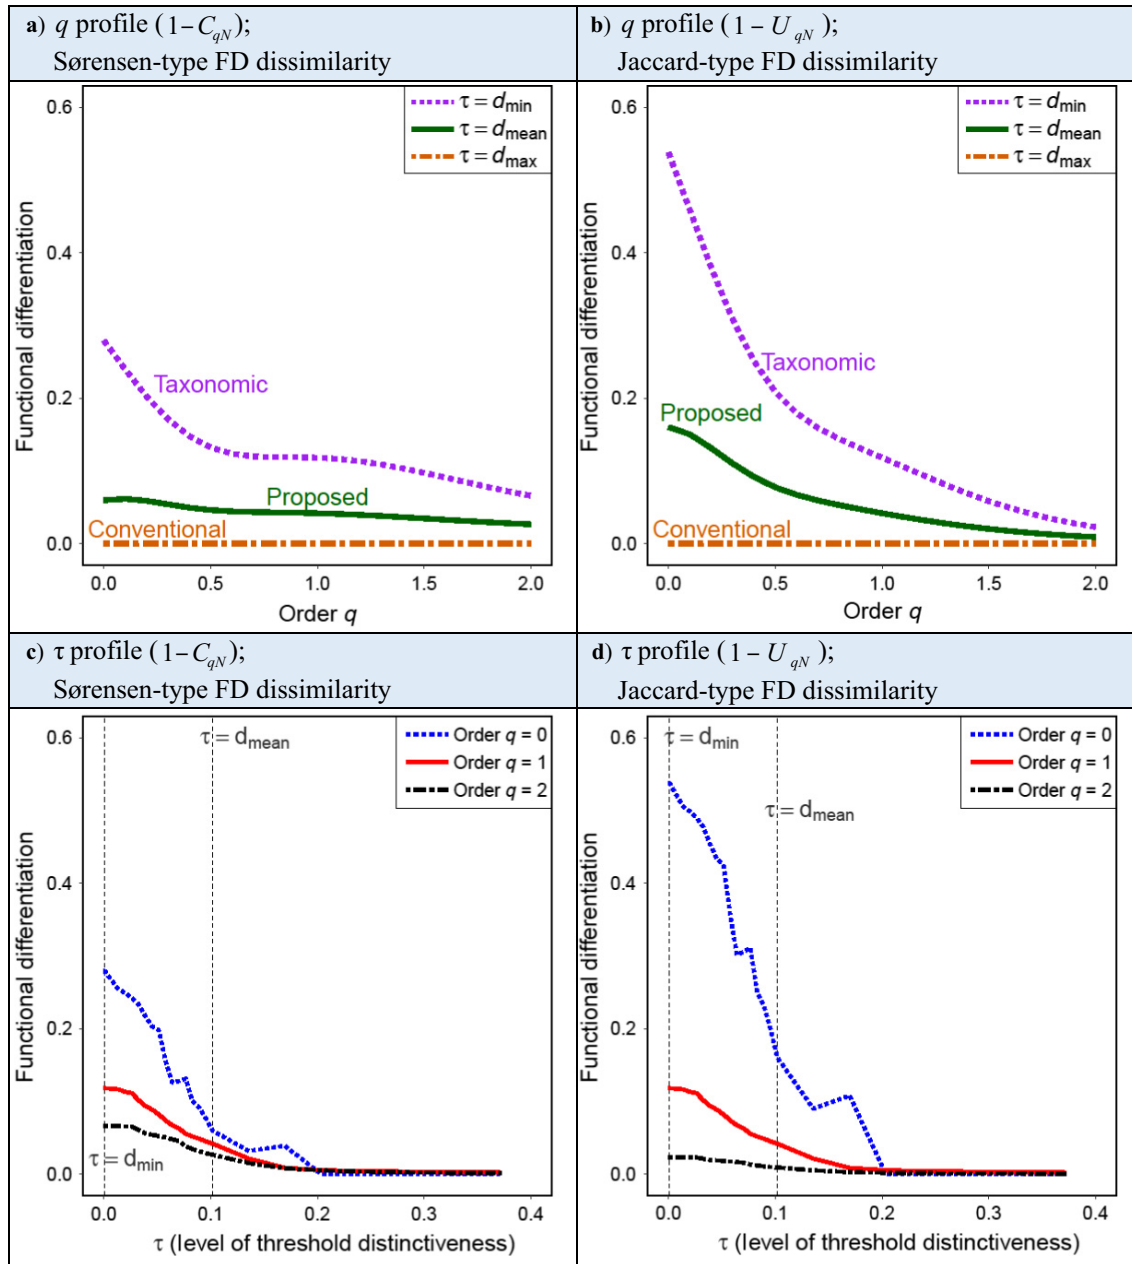 a) q profile (1−C_qN);
Sørensen-type FD dissimilarity
b) q profile (1−U_qN);
Jaccard-type FD dissimilarity
τ = d_min
τ = d_mean
τ = d_max
Functional differentiation
0.6
0.4
0.2
0.0
Taxonomic
Proposed
Conventional
0.0 0.5 1.0 1.5 2.0
Order q
τ = d_min
τ = d_mean
τ = d_max
Functional differentiation
0.6
0.4
0.2
0.0
Taxonomic
Proposed
Conventional
0.0 0.5 1.0 1.5 2.0
Order q
c) τ profile (1−C_qN);
Sørensen-type FD dissimilarity
d) τ profile (1−U_qN);
Jaccard-type FD dissimilarity
τ = d_mean
Order q = 0
Order q = 1
Order q = 2
Functional differentiation
0.6
0.4
0.2
0.0
τ = d_min
0.0 0.1 0.2 0.3 0.4
τ (level of threshold distinctiveness)
τ = d_min
Order q = 0
Order q = 1
Order q = 2
τ = d_mean
Functional differentiation
0.6
0.4
0.2
0.0
0.0 0.1 0.2 0.3 0.4
τ (level of threshold distinctiveness)